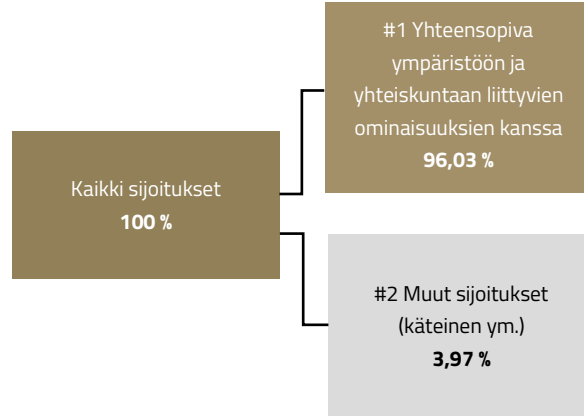 #1 Yhteensopiva
ympäristöön ja
yhteiskuntaan liittyvien
ominaisuuksien kanssa
96,03 %
Kaikki sijoitukset
100 %
#2 Muut sijoitukset
(käteinen ym.)
3,97 %